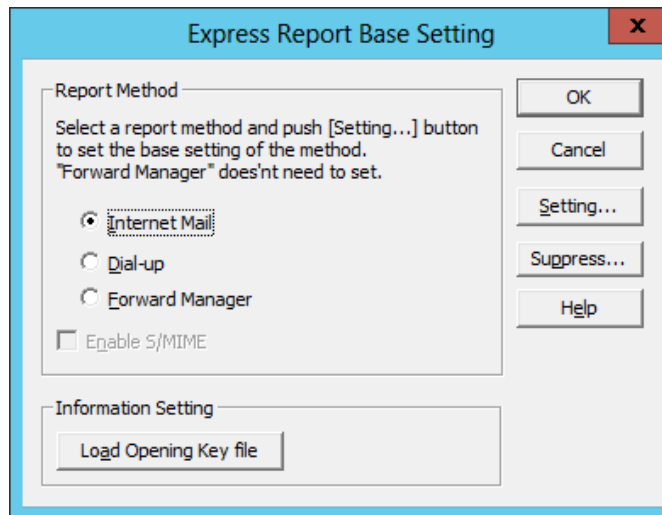 Express Report Base Setting
x
Report Method
Select a report method and push [Setting...] button
to set the base setting of the method.
"Forward Manager" does'nt need to set.
Internet Mail
Dial-up
Forward Manager
Enable S/MIME
OK
Cancel
Setting...
Suppress...
Help
Information Setting
Load Opening Key file